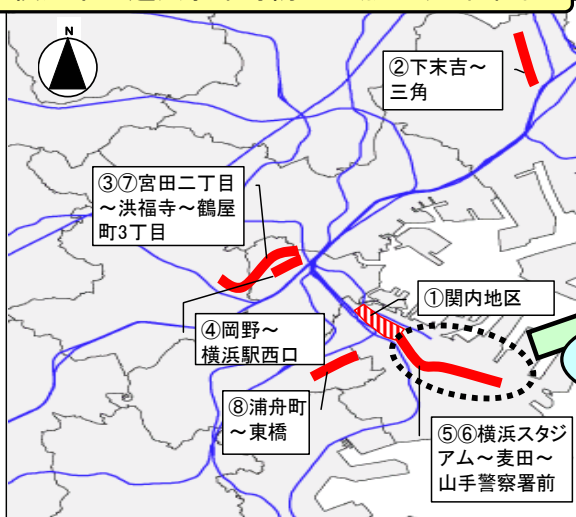 N
②下末吉～
三角
③⑦宮田二丁目
～洪福寺～鶴屋
町3丁目
①関内地区
④岡野～
横浜駅西口
⑧浦舟町
～東橋
⑤⑥横浜スタジ
アム～麦田～
山手警察署前